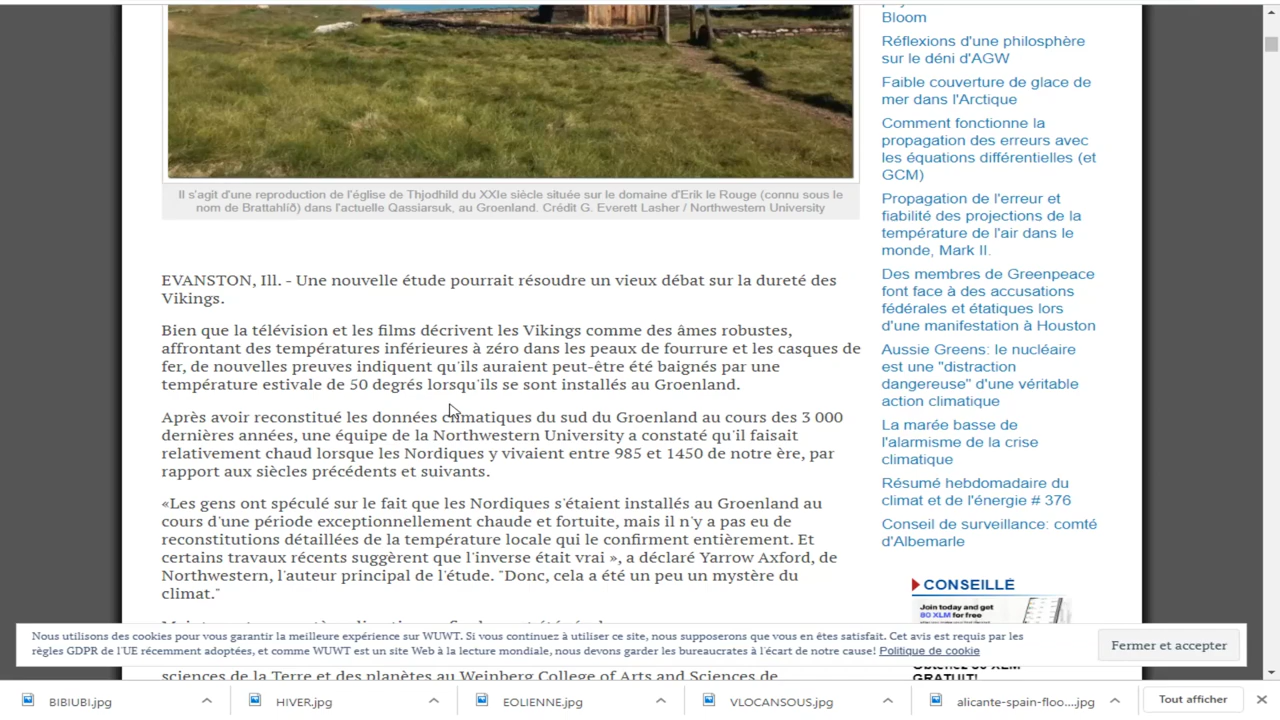 Il s'agit d'une reproduction de l'église de Thjodhild du XXIe siècle située sur le domaine d'Erik le Rouge (connu sous le
nom de Brattahlíð) dans l'actuelle Qassiarsuk, au Groenland. Crédit G. Everett Lasher / Northwestern University
EVANSTON, Ill. - Une nouvelle étude pourrait résoudre un vieux débat sur la dureté des
Vikings.
Bien que la télévision et les films décrivent les Vikings comme des âmes robustes,
affrontant des températures inférieures à zéro dans les peaux de fourrure et les casques de
fer, de nouvelles preuves indiquent qu'ils auraient peut-être été baignés par une
température estivale de 50 degrés lorsqu'ils se sont installés au Groenland.
Après avoir reconstitué les données climatiques du sud du Groenland au cours des 3 000
dernières années, une équipe de la Northwestern University a constaté qu'il faisait
relativement chaud lorsque les Nordiques y vivaient entre 985 et 1450 de notre ère, par
rapport aux siècles précédents et suivants.
«Les gens ont spéculé sur le fait que les Nordiques s'étaient installés au Groenland au
cours d'une période exceptionnellement chaude et fortuite, mais il n'y a pas eu de
reconstitutions détaillées de la température locale qui le confirment entièrement. Et
certains travaux récents suggèrent que l'inverse était vrai », a déclaré Yarrow Axford, de
Northwestern, l'auteur principal de l'étude. "Donc, cela a été un peu un mystère du
climat."
sciences de la Terre et des planètes au Weinberg College of Arts and Sciences de
Bloom
Réflexions d'une philosphère
sur le déni d'AGW
Faible couverture de glace de
mer dans l'Arctique
Comment fonctionne la
propagation des erreurs avec
les équations différentielles (et
GCM)
Propagation de l'erreur et
fiabilité des projections de la
température de l'air dans le
monde, Mark II.
Des membres de Greenpeace
font face à des accusations
fédérales et étatiques lors
d'une manifestation à Houston
Aussie Greens: le nucléaire
est une "distraction
dangereuse" d'une véritable
action climatique
La marée basse de
l'alarmisme de la crise
climatique
Résumé hebdomadaire du
climat et de l'énergie # 376
Conseil de surveillance: comté
d'Albemarle
CONSEILLÉ
Join today and get
80 XLM for free
GRATUIT!
Nous utilisons des cookies pour vous garantir la meilleure expérience sur WUWT. Si vous continuez à utiliser ce site, nous supposerons que vous en êtes satisfait. Cet avis est requis par les
règles GDPR de l'UE récemment adoptées, et comme WUWT est un site Web à la lecture mondiale, nous devons garder les bureaucrates à l'écart de notre cause! Politique de cookie
Fermer et accepter
BIBIUBI.jpg
HIVER.jpg
EOLIENNE.jpg
VLOCANSOUS.jpg
alicante-spain-floo....jpg
Tout afficher